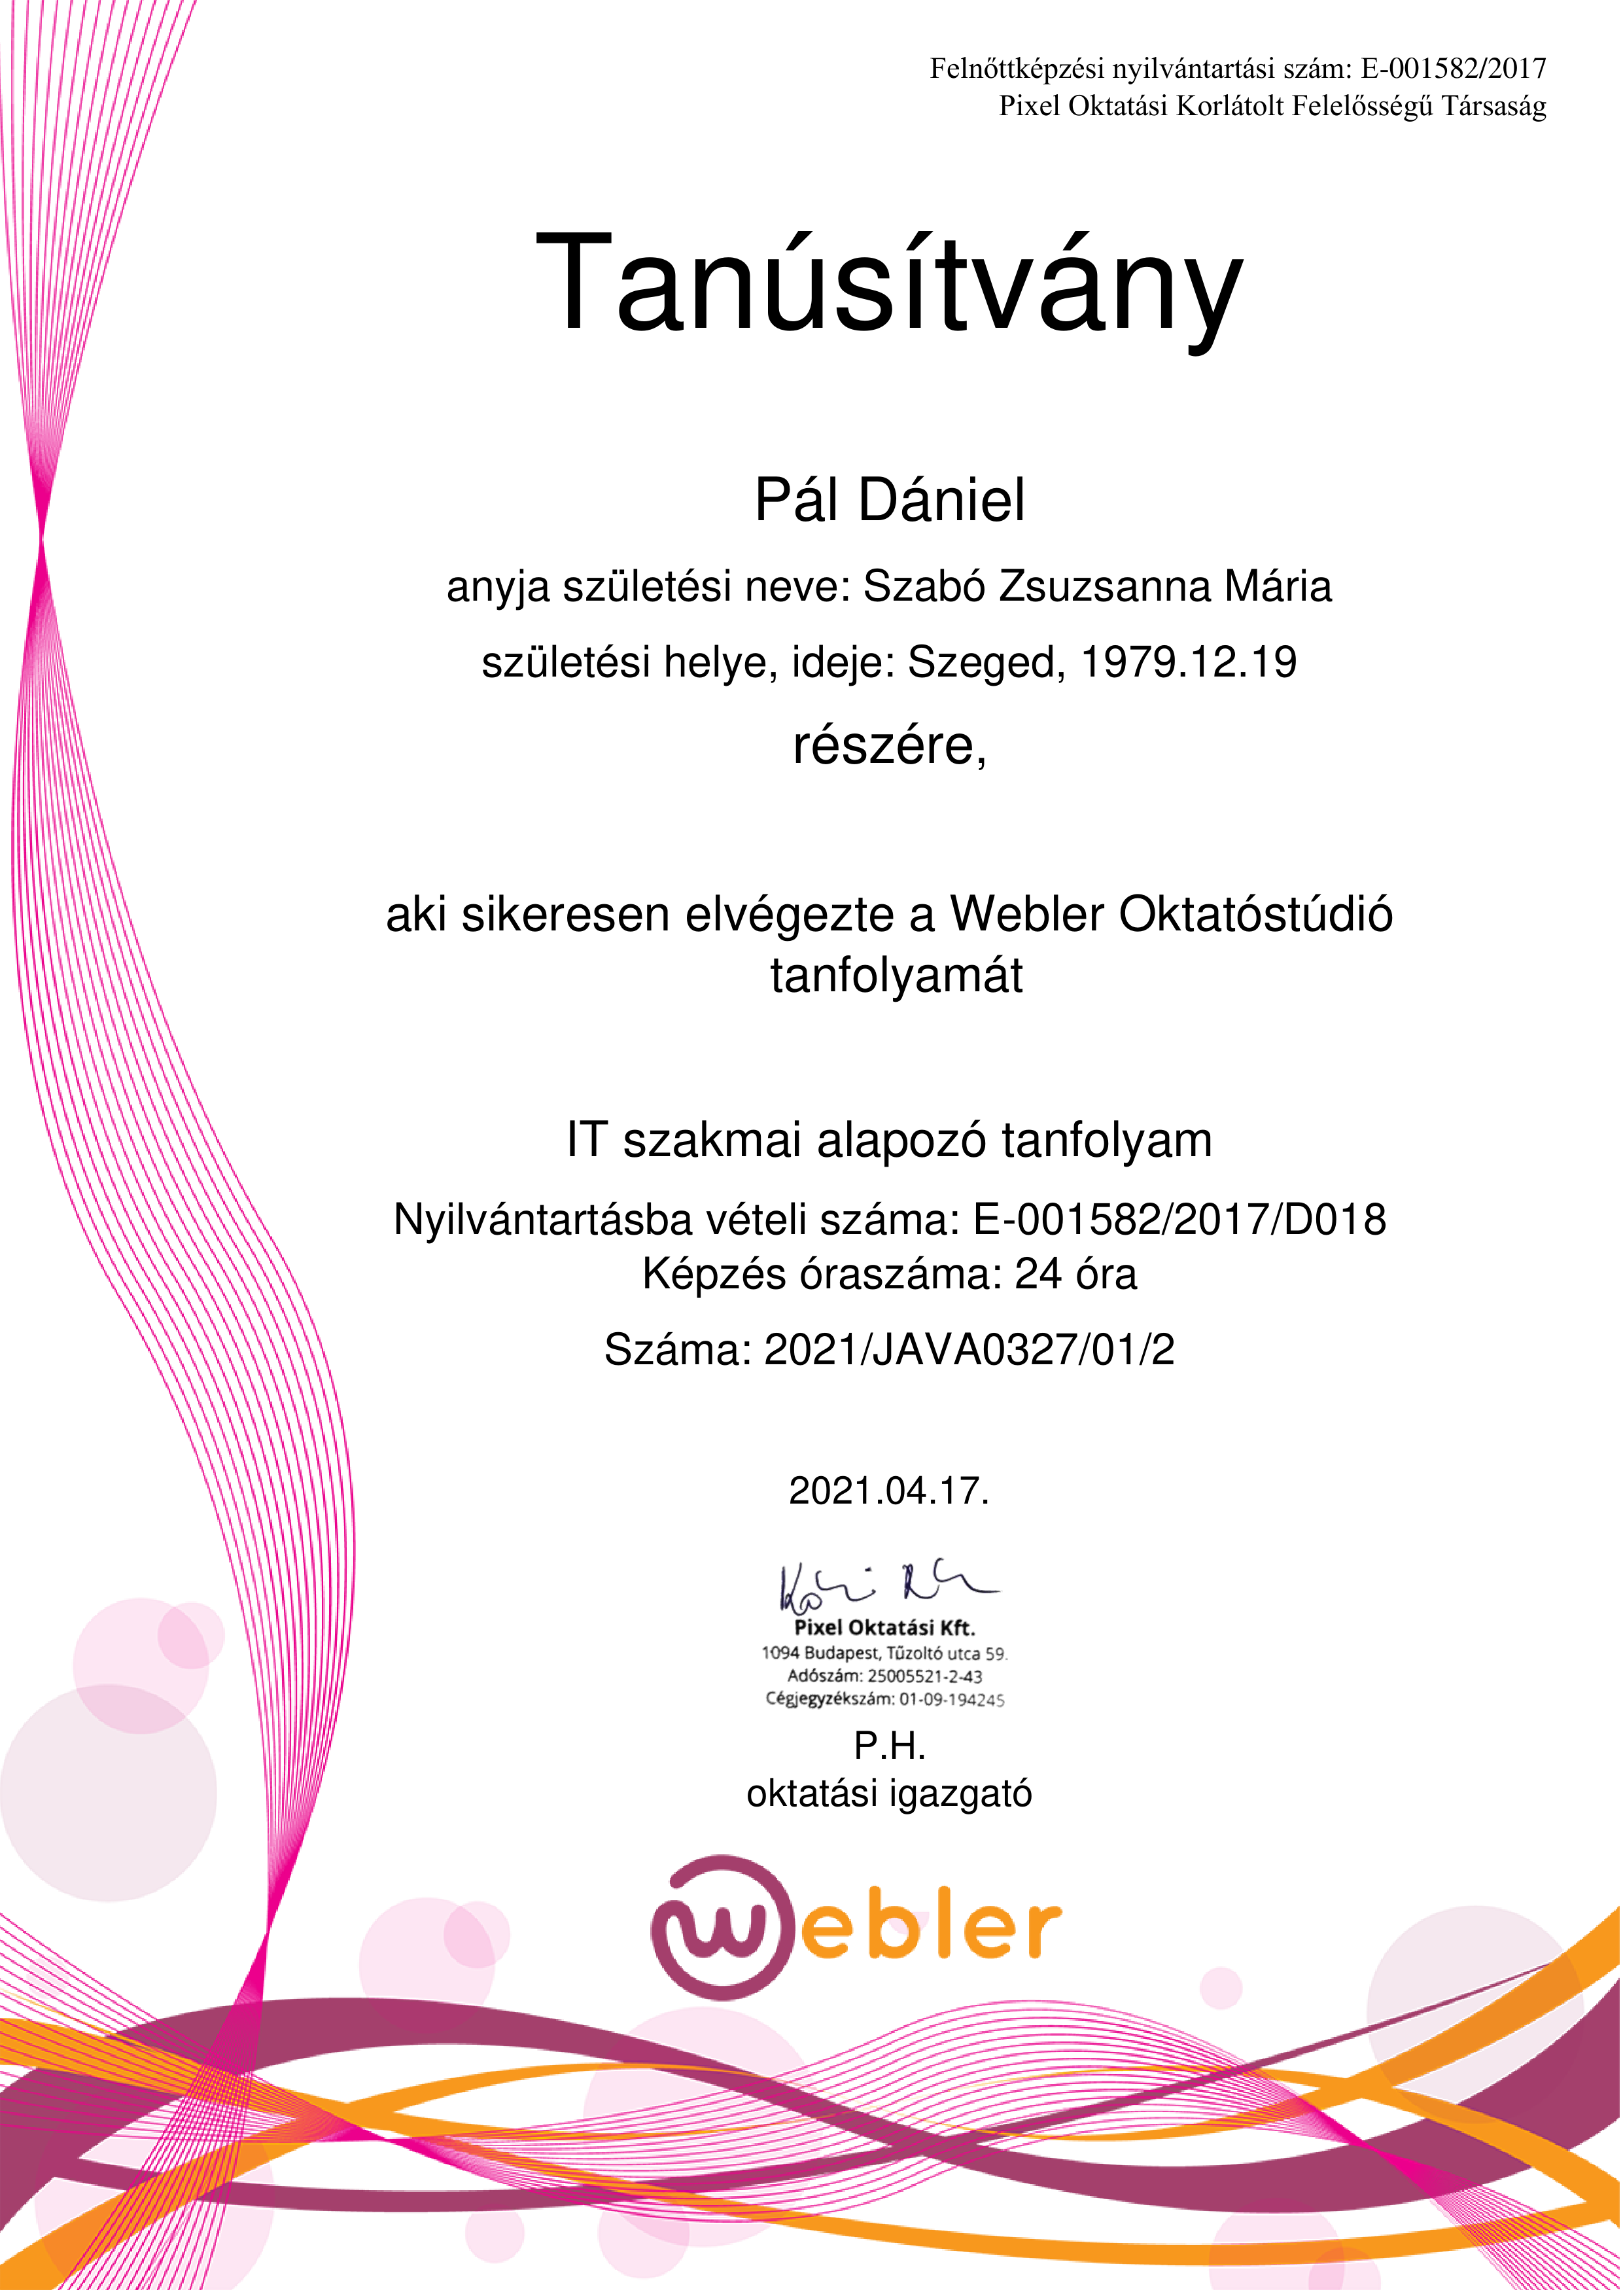 Felnőttképzési nyilvántartási szám: E-001582/2017
Pixel Oktatási Korlátolt Felelősségű Társaság
Tanúsítvány
Pál Dániel
anyja születési neve: Szabó Zsuzsanna Mária
születési helye, ideje: Szeged, 1979.12.19
részére,
aki sikeresen elvégezte a Webler Oktatóstúdió
tanfolyamát
IT szakmai alapozó tanfolyam
Nyilvántartásba vételi száma: E-001582/2017/D018
Képzés óraszáma: 24 óra
Száma: 2021/JAVA0327/01/2
2021.04.17.
Pixel Oktatási Kft.
1094 Budapest, Tűzoltó utca 59.
Adószám: 25005521-2-43
Cégjegyzékszám: 01-09-194245
P.H.
oktatási igazgató
webler